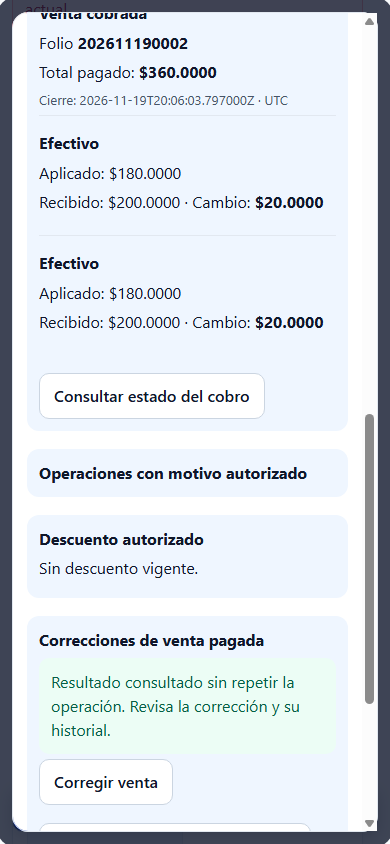 actual
Venta cobrada
Folio 202611190002
Total pagado: $360.0000
Cierre: 2026-11-19T20:06:03.797000Z · UTC
Efectivo
Aplicado: $180.0000
Recibido: $200.0000 · Cambio: $20.0000
Efectivo
Aplicado: $180.0000
Recibido: $200.0000 · Cambio: $20.0000
Consultar estado del cobro
Operaciones con motivo autorizado
Descuento autorizado
Sin descuento vigente.
Correcciones de venta pagada
Resultado consultado sin repetir la
operación. Revisa la corrección y su
historial.
Corregir venta